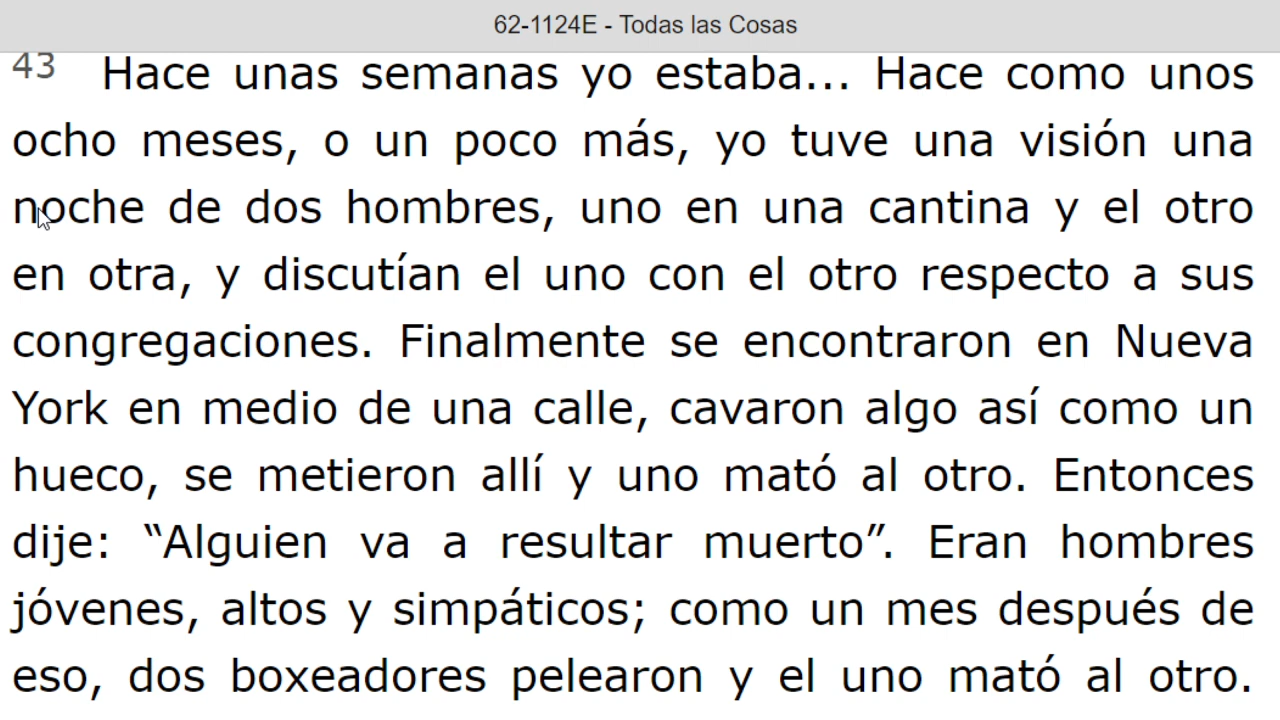 62-1124E - Todas las Cosas
43 Hace unas semanas yo estaba... Hace como unos
ocho meses, o un poco más, yo tuve una visión una
noche de dos hombres, uno en una cantina y el otro
en otra, y discutían el uno con el otro respecto a sus
congregaciones. Finalmente se encontraron en Nueva
York en medio de una calle, cavaron algo así como un
hueco, se metieron allí y uno mató al otro. Entonces
dije: “Alguien va a resultar muerto”. Eran hombres
jóvenes, altos y simpáticos; como un mes después de
eso, dos boxeadores pelearon y el uno mató al otro.